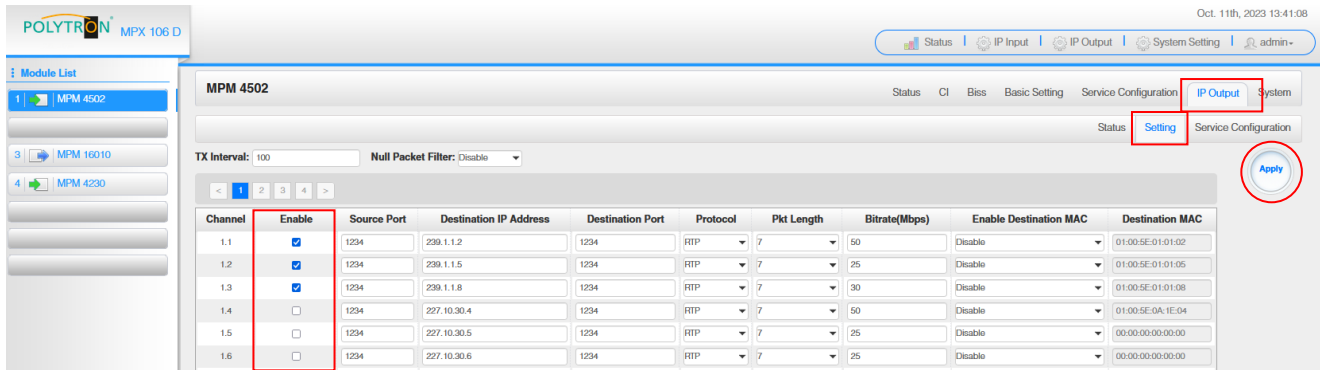 Oct. 11th, 2023 13:41:08
POLYTRON MPX 106 D
Status IP Input IP Output System Setting admin
Module List
1 MPM 4502
3 MPM 16010
4 MPM 4230
MPM 4502
Status CI Biss Basic Setting Service Configuration IP Output System
Status Setting Service Configuration
TX Interval: 100 Null Packet Filter: Disable
Apply
< 1 2 3 4 >
Channel Enable Source Port Destination IP Address Destination Port Protocol Pkt Length Bitrate(Mbps) Enable Destination MAC Destination MAC
1.1 1234 239.1.1.2 1234 RTP 7 50 Disable 01:00:5E:01:01:02
1.2 1234 239.1.1.5 1234 RTP 7 25 Disable 01:00:5E:01:01:05
1.3 1234 239.1.1.8 1234 RTP 7 30 Disable 01:00:5E:01:01:08
1.4 1234 227.10.30.4 1234 RTP 7 50 Disable 01:00:5E:0A:1E:04
1.5 1234 227.10.30.5 1234 RTP 7 25 Disable 00:00:00:00:00:00
1.6 1234 227.10.30.6 1234 RTP 7 25 Disable 00:00:00:00:00:00